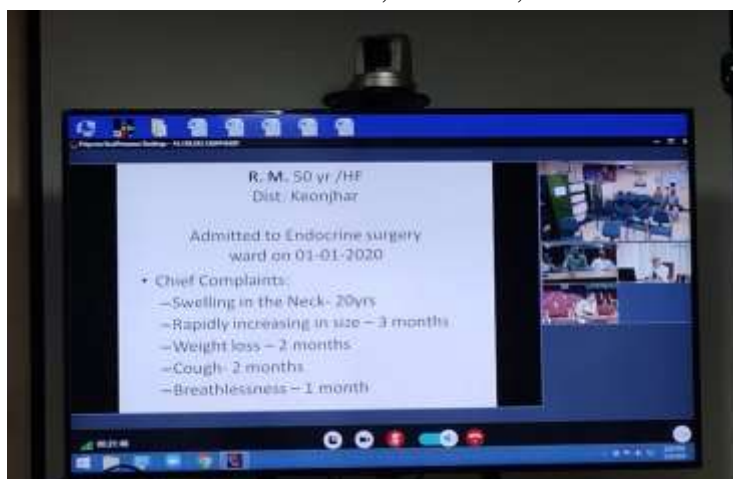 R. M. 50 yr /HF
Dist: Keonjhar
Admitted to Endocrine surgery
ward on 01-01-2020
• Chief Complaints:
–Swelling in the Neck- 20yrs
–Rapidly increasing in size – 3 months
–Weight loss – 2 months
–Cough- 2 months
–Breathlessness – 1 month